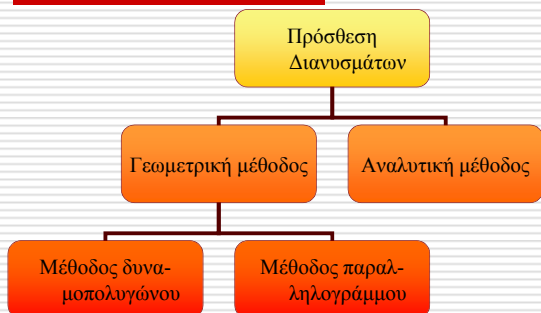 Πρόσθεση
Διανυσμάτων
Γεωμετρική μέθοδος
Αναλυτική μέθοδος
Μέθοδος δυνα-
μοπολυγώνου
Μέθοδος παραλ-
ληλογράμμου